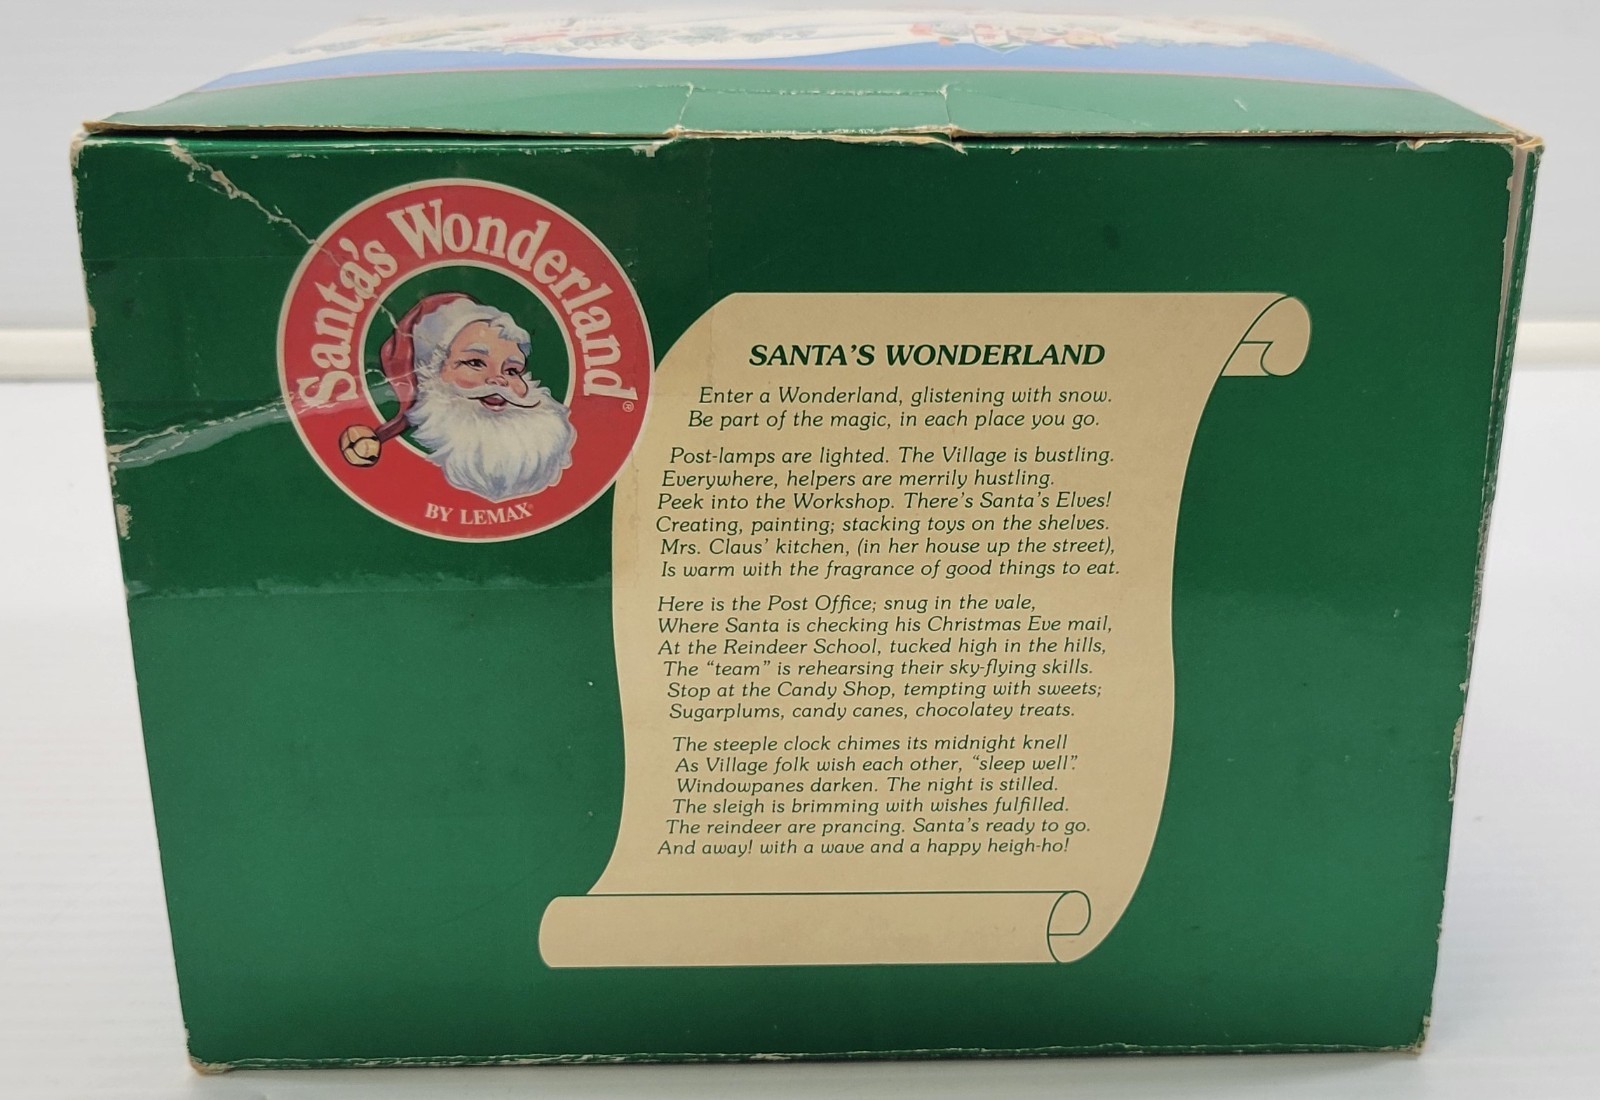 Santa's Wonderland®
BY LEMAX
SANTA'S WONDERLAND
Enter a Wonderland, glistening with snow.
Be part of the magic, in each place you go.
Post-lamps are lighted. The Village is bustling.
Everywhere, helpers are merrily hustling.
Peek into the Workshop. There's Santa's Elves!
Creating, painting; stacking toys on the shelves.
Mrs. Claus' kitchen, (in her house up the street),
Is warm with the fragrance of good things to eat.
Here is the Post Office; snug in the vale,
Where Santa is checking his Christmas Eve mail,
At the Reindeer School, tucked high in the hills,
The "team" is rehearsing their sky-flying skills.
Stop at the Candy Shop, tempting with sweets;
Sugarplums, candy canes, chocolatey treats.
The steeple clock chimes its midnight knell
As Village folk wish each other, "sleep well".
Windowpanes darken. The night is stilled.
The sleigh is brimming with wishes fulfilled.
The reindeer are prancing. Santa's ready to go.
And away! with a wave and a happy heigh-ho!